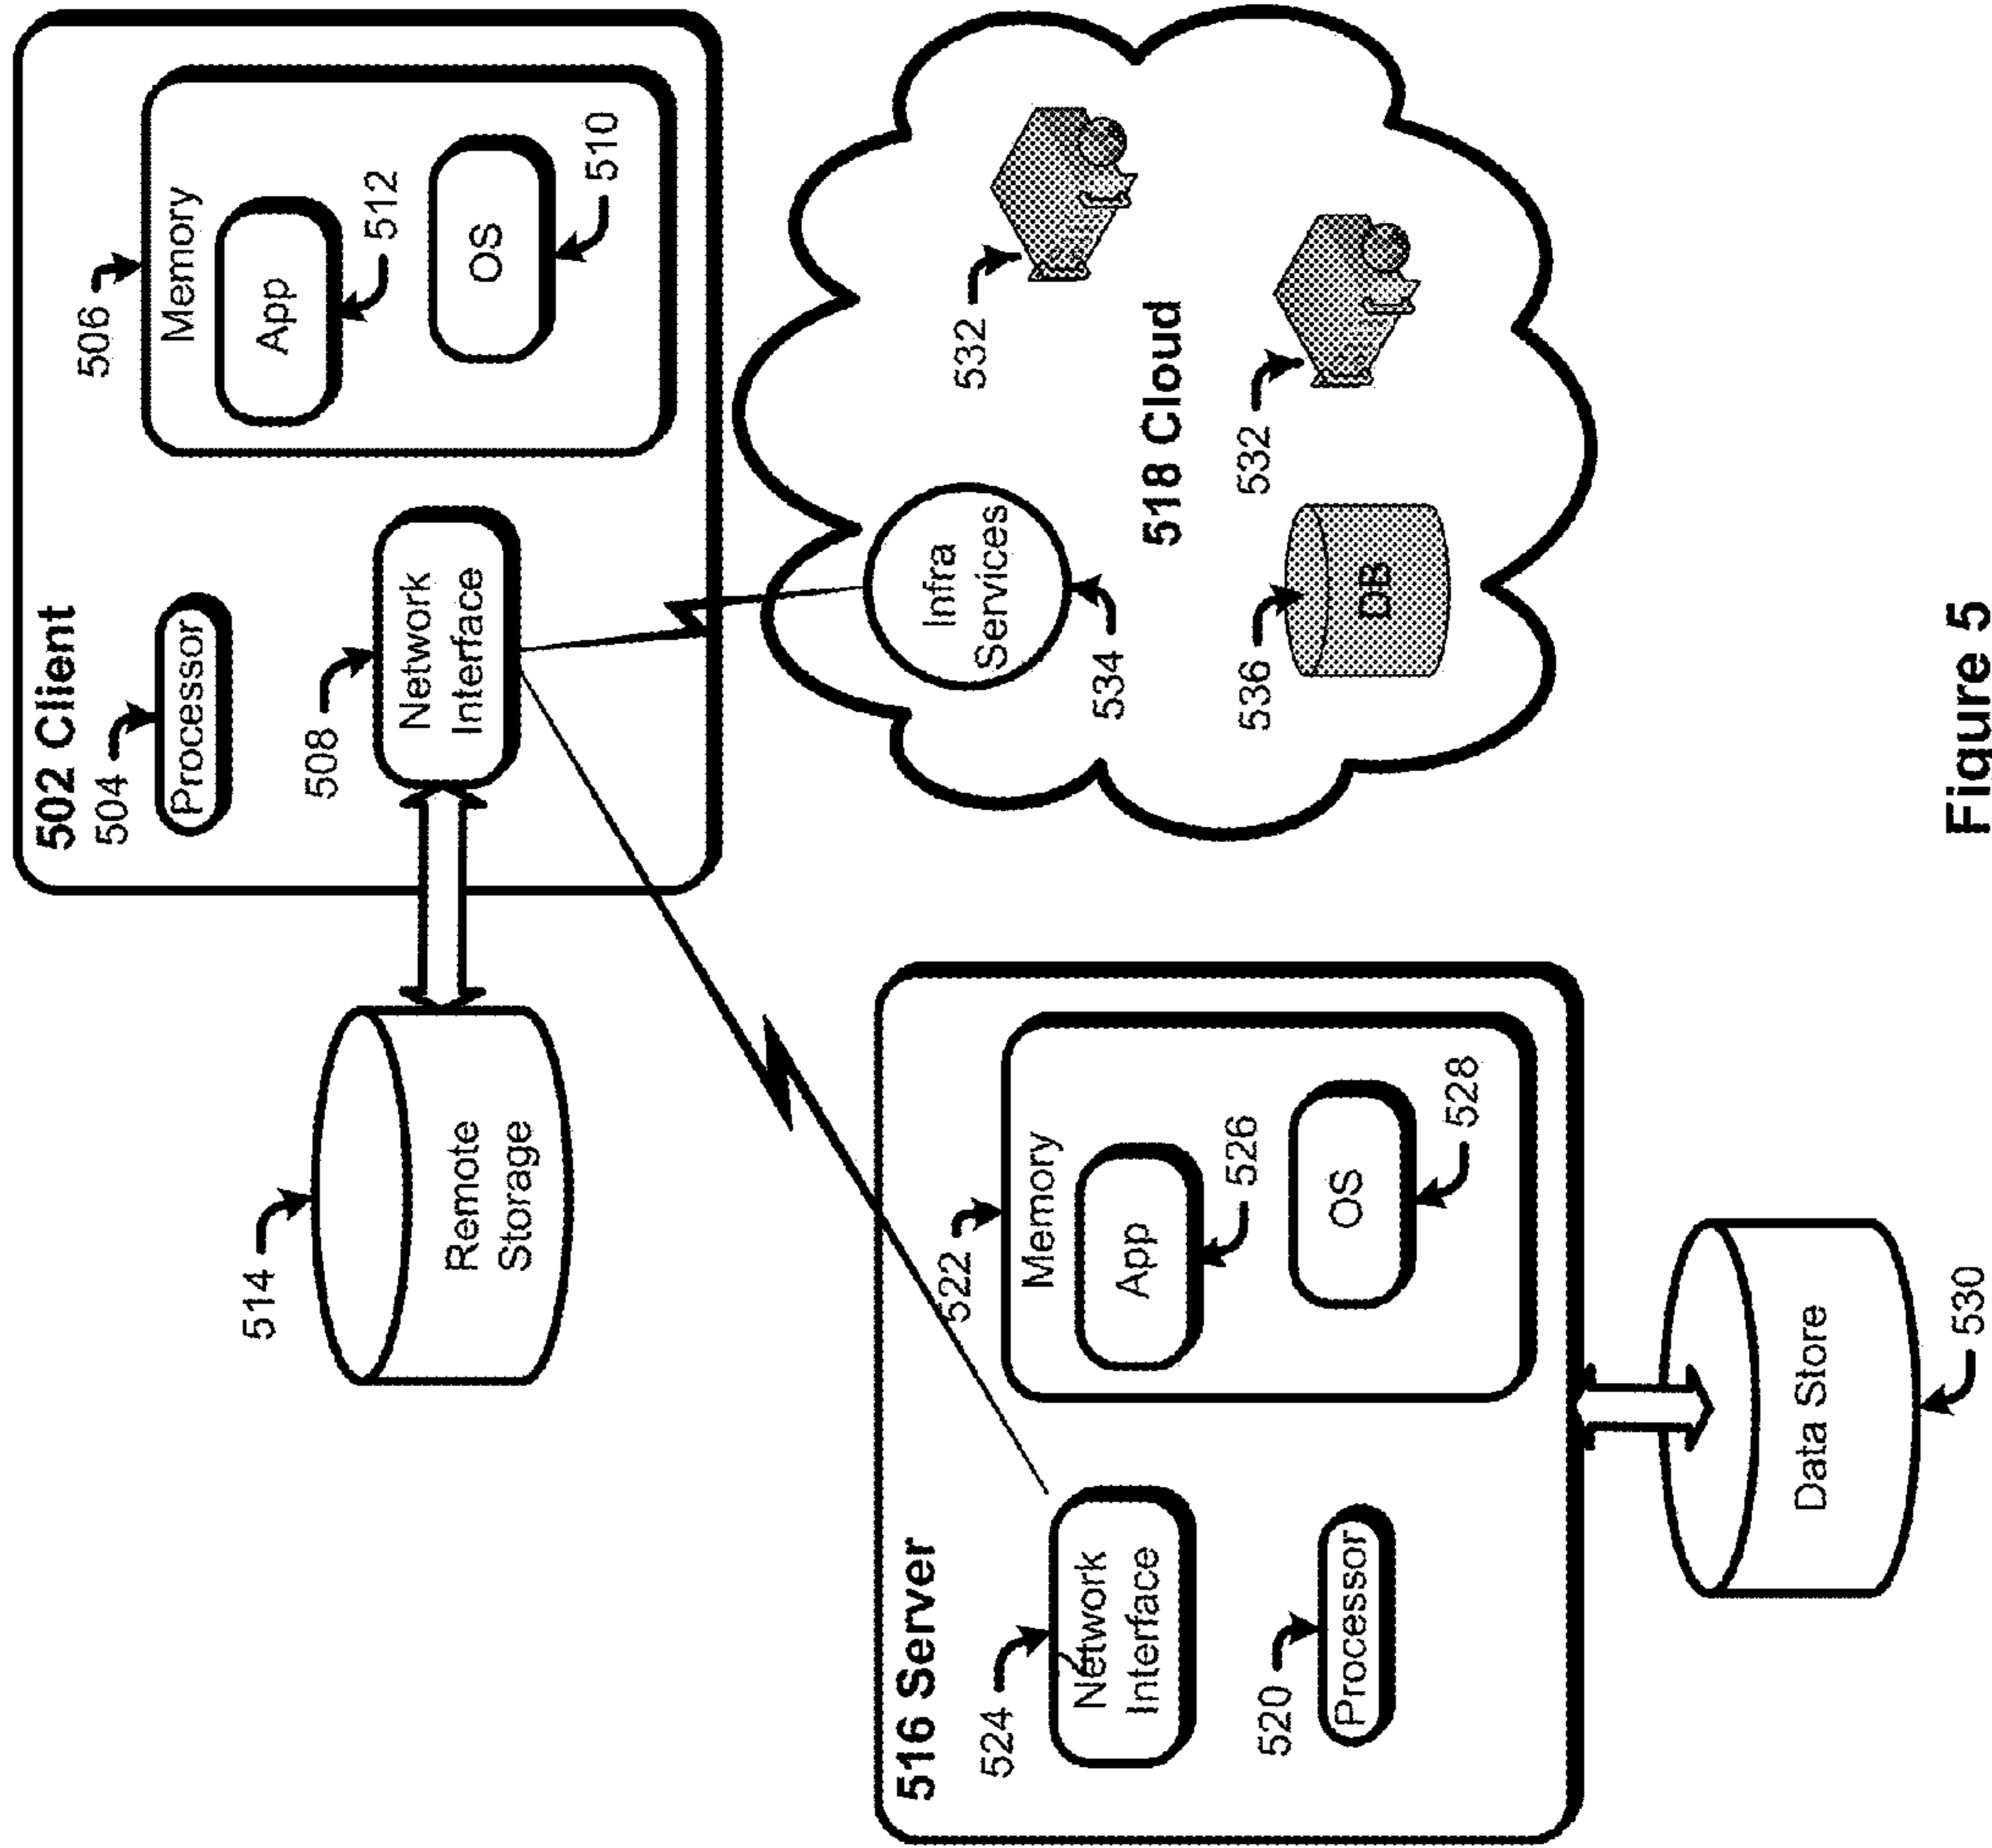 502 Client
504
Processor
506
Memory
App
512
OS
510
508
Network
Interface
514
Remote
Storage
516 Server
524
Network
Interface
520
Processor
522
Memory
App
526
OS
528
Data Store
530
Infra
Services
534
532
518 Cloud
536
DB
532
Figure 5